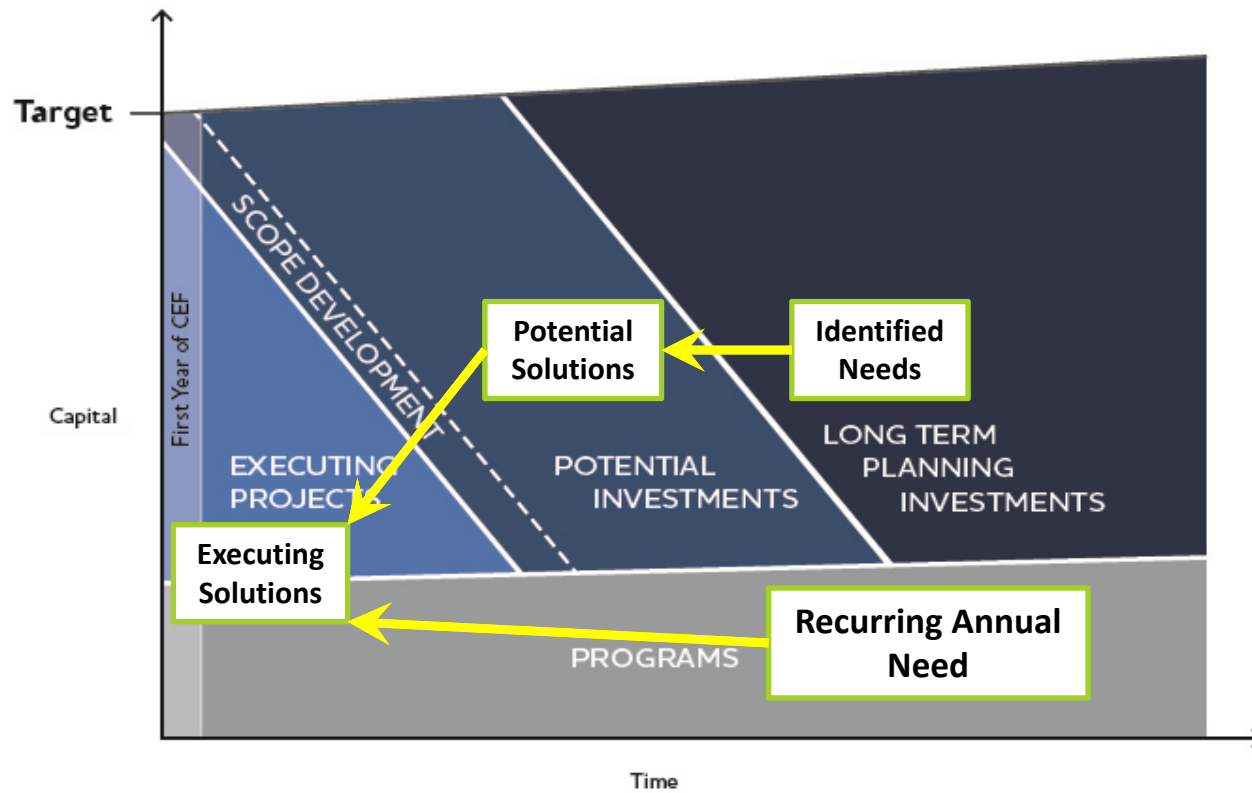 Target
Capital
First Year of CEF
SCOPE DEVELOPMENT
EXECUTING
PROJECTS
Potential
Solutions
Identified
Needs
POTENTIAL
INVESTMENTS
LONG TERM
PLANNING
INVESTMENTS
Executing
Solutions
Recurring Annual
Need
PROGRAMS
Time